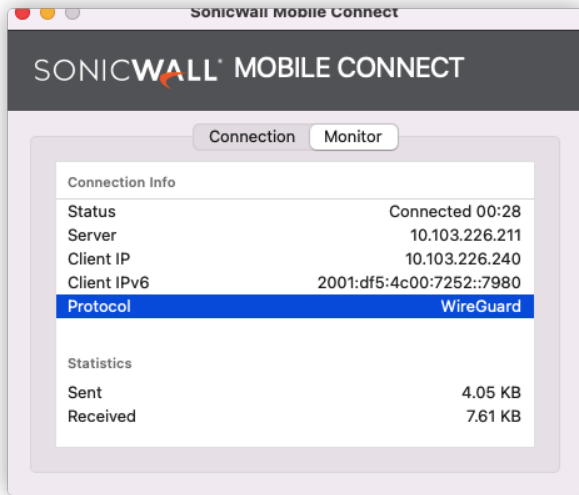 SonicWall Mobile Connect
SONICWALL MOBILE CONNECT
Connection Monitor
Connection Info
Status Connected 00:28
Server 10.103.226.211
Client IP 10.103.226.240
Client IPv6 2001:df5:4c00:7252::7980
Protocol WireGuard
Statistics
Sent 4.05 KB
Received 7.61 KB